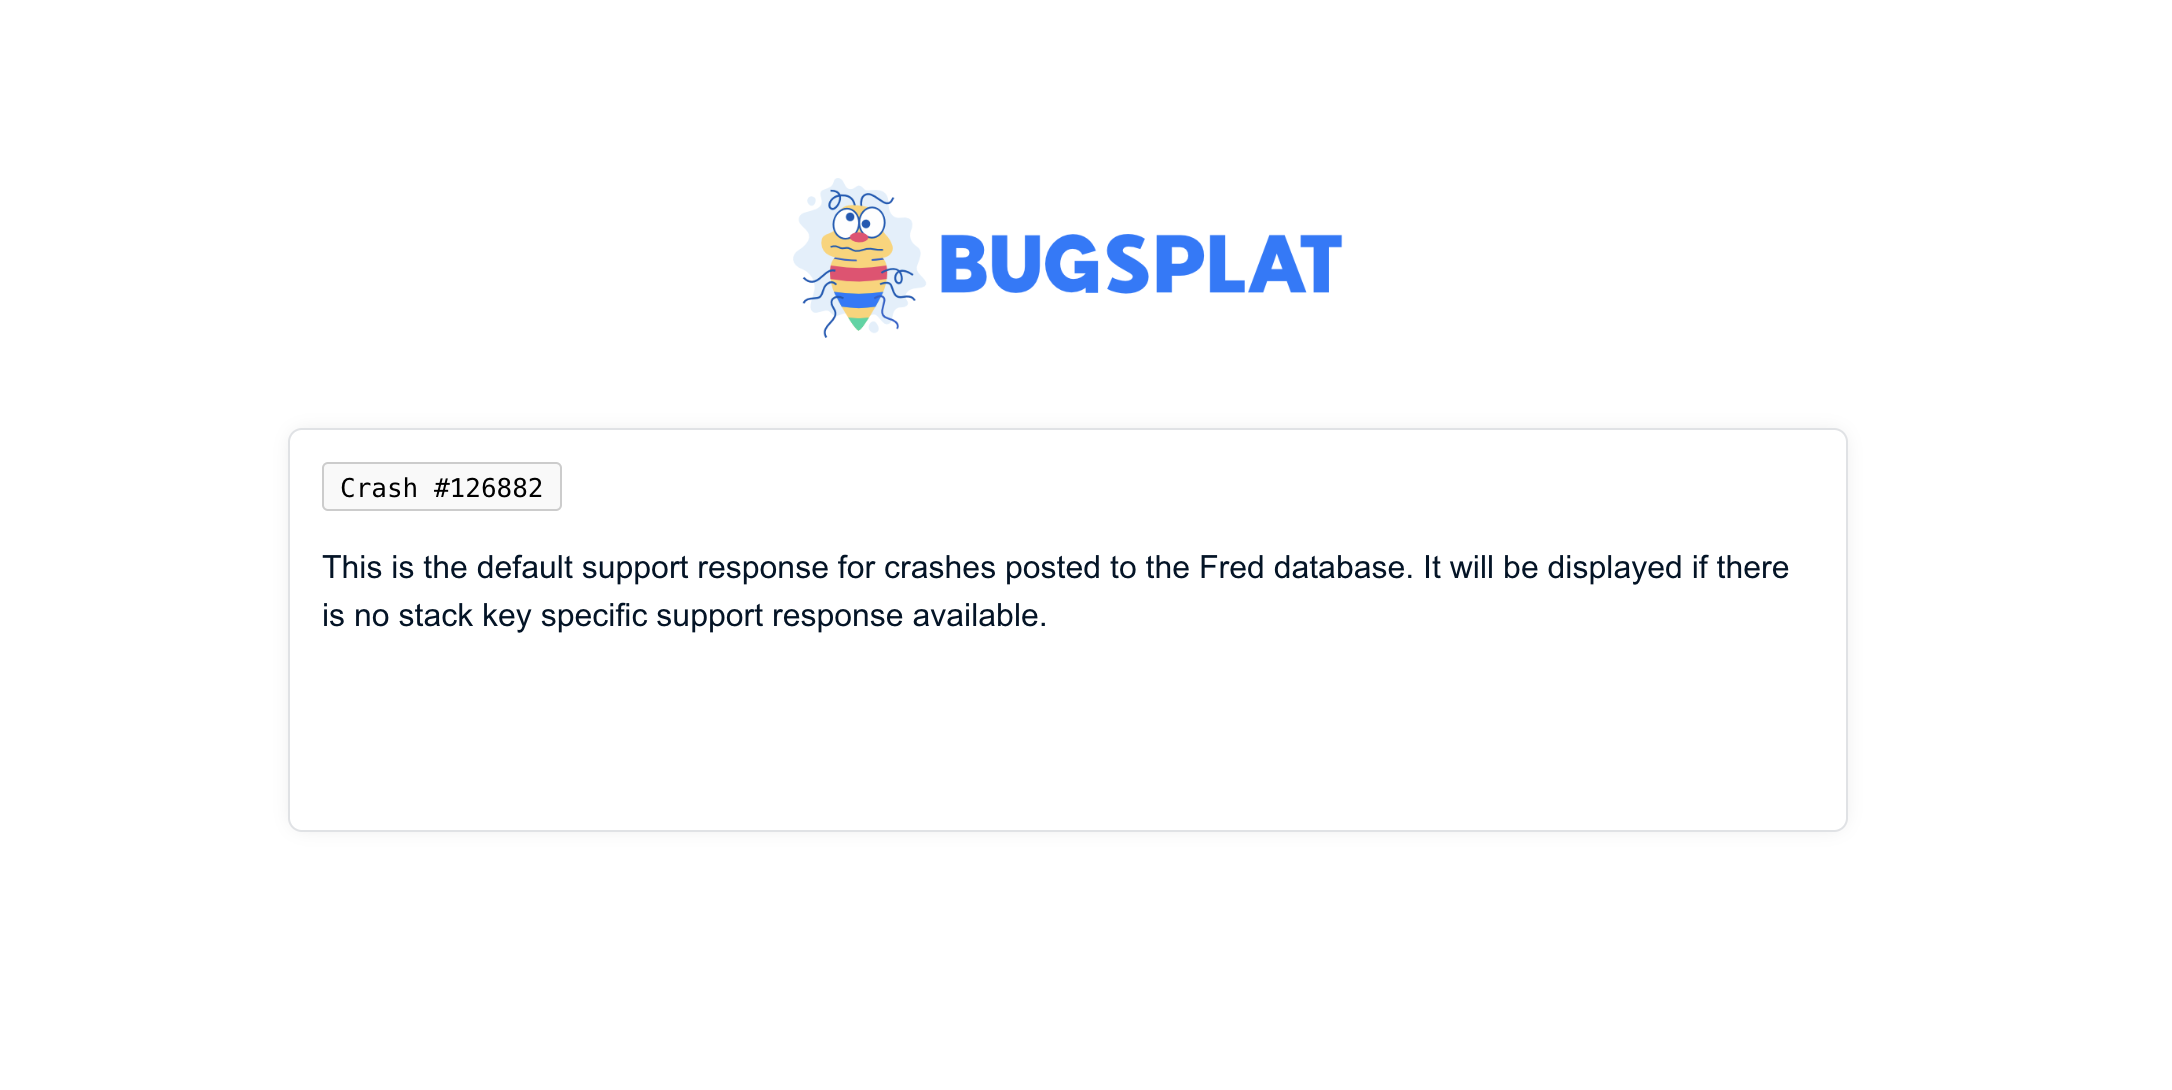 BUGSPLAT
Crash #126882
This is the default support response for crashes posted to the Fred database. It will be displayed if there
is no stack key specific support response available.